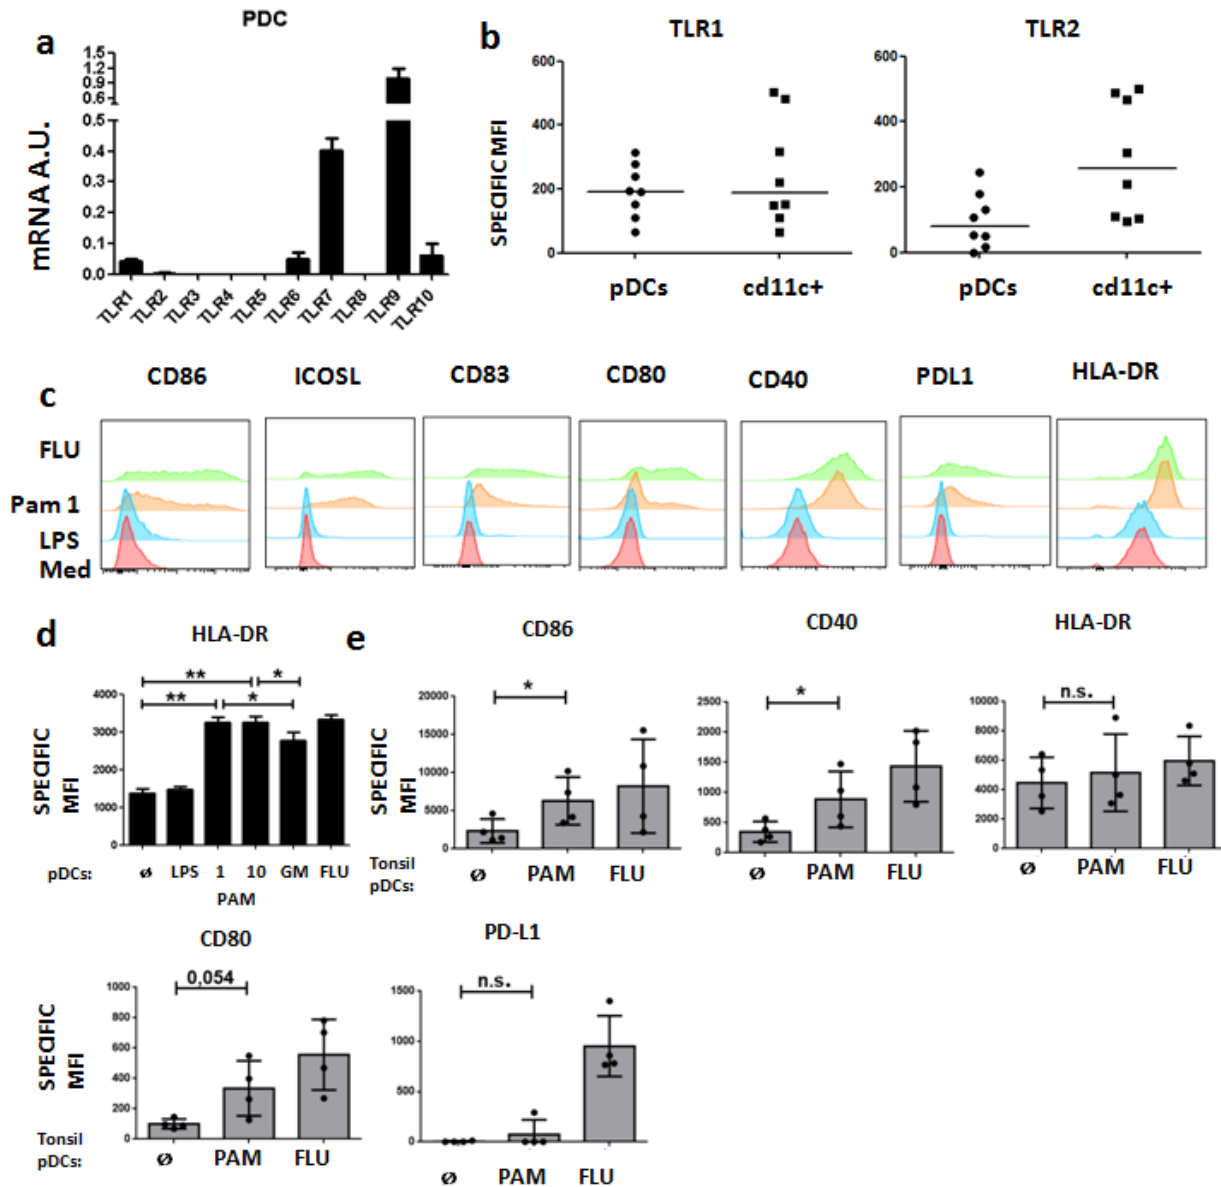 a
PDC
mRNA A.U.
1.5
1.2
0.9
0.6
0.5
0.4
0.3
0.2
0.1
0.0
TLR1
TLR2
TLR3
TLR4
TLR5
TLR6
TLR7
TLR8
TLR9
TLR10
b
TLR1
SPECIFIC MFI
600
400
200
0
pDCs
cd11c+
TLR2
600
400
200
0
pDCs
cd11c+
c
CD86
ICOSL
CD83
CD80
CD40
PDL1
HLA-DR
FLU
Pam 1
LPS
Med
d
HLA-DR
SPECIFIC
MFI
4000
3000
2000
1000
0
**
*
**
*
pDCs:
ø
LPS
1
10
GM
FLU
PAM
e
CD86
SPECIFIC
MFI
20000
15000
10000
5000
0
*
Tonsil
pDCs:
Ø
PAM
FLU
CD40
2500
2000
1500
1000
500
0
*
Ø
PAM
FLU
HLA-DR
10000
8000
6000
4000
2000
0
n.s.
Ø
PAM
FLU
CD80
SPECIFIC
MFI
1000
800
600
400
200
0
0,054
Tonsil
pDCs:
Ø
PAM
FLU
PD-L1
1500
1000
500
0
n.s.
Ø
PAM
FLU